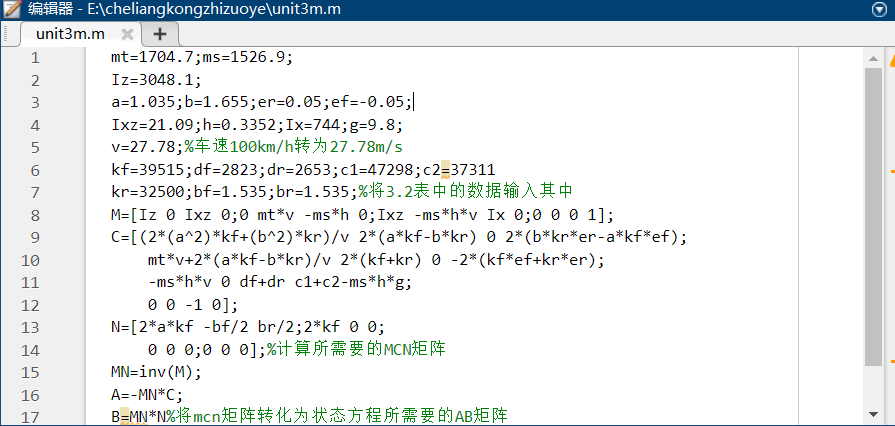 编辑器 - E:\cheliangkongzhizuoye\unit3m.m
unit3m.m
1 mt=1704.7;ms=1526.9;
2 Iz=3048.1;
3 a=1.035;b=1.655;er=0.05;ef=-0.05;
4 Ixz=21.09;h=0.3352;Ix=744;g=9.8;
5 v=27.78;%车速100km/h转为27.78m/s
6 kf=39515;df=2823;dr=2653;c1=47298;c2=37311
7 kr=32500;bf=1.535;br=1.535;%将3.2表中的数据输入其中
8 M=[Iz 0 Ixz 0;0 mt*v -ms*h 0;Ixz -ms*h*v Ix 0;0 0 0 1];
9 C=[(2*(a^2)*kf+(b^2)*kr)/v 2*(a*kf-b*kr) 0 2*(b*kr*er-a*kf*ef);
10 mt*v+2*(a*kf-b*kr)/v 2*(kf+kr) 0 -2*(kf*ef+kr*er);
11 -ms*h*v 0 df+dr c1+c2-ms*h*g;
12 0 0 -1 0];
13 N=[2*a*kf -bf/2 br/2;2*kf 0 0;
14 0 0 0;0 0 0];%计算所需要的MCN矩阵
15 MN=inv(M);
16 A=-MN*C;
17 B=MN*N%将mcn矩阵转化为状态方程所需要的AB矩阵